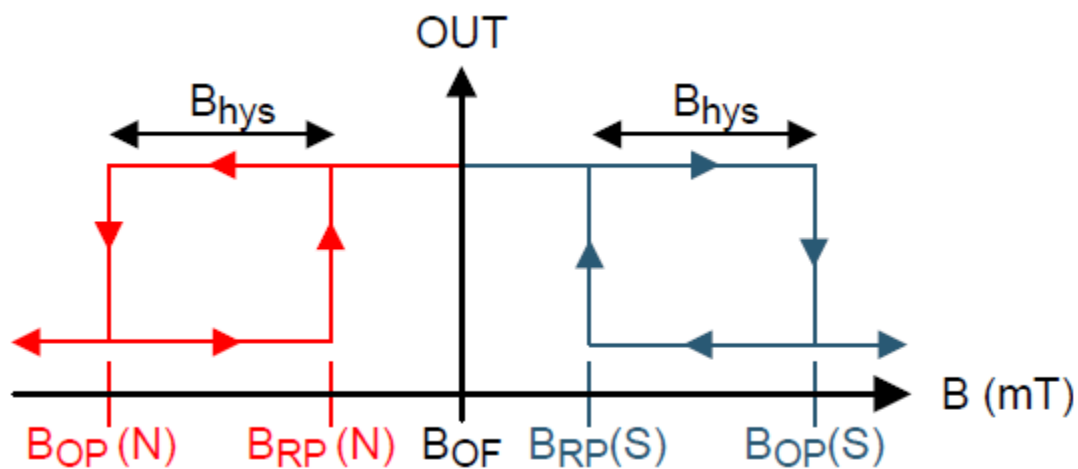 OUT
Bhys
Bhys
B (mT)
BOP (N)
BRP (N)
BOF
BRP(S)
BOP(S)